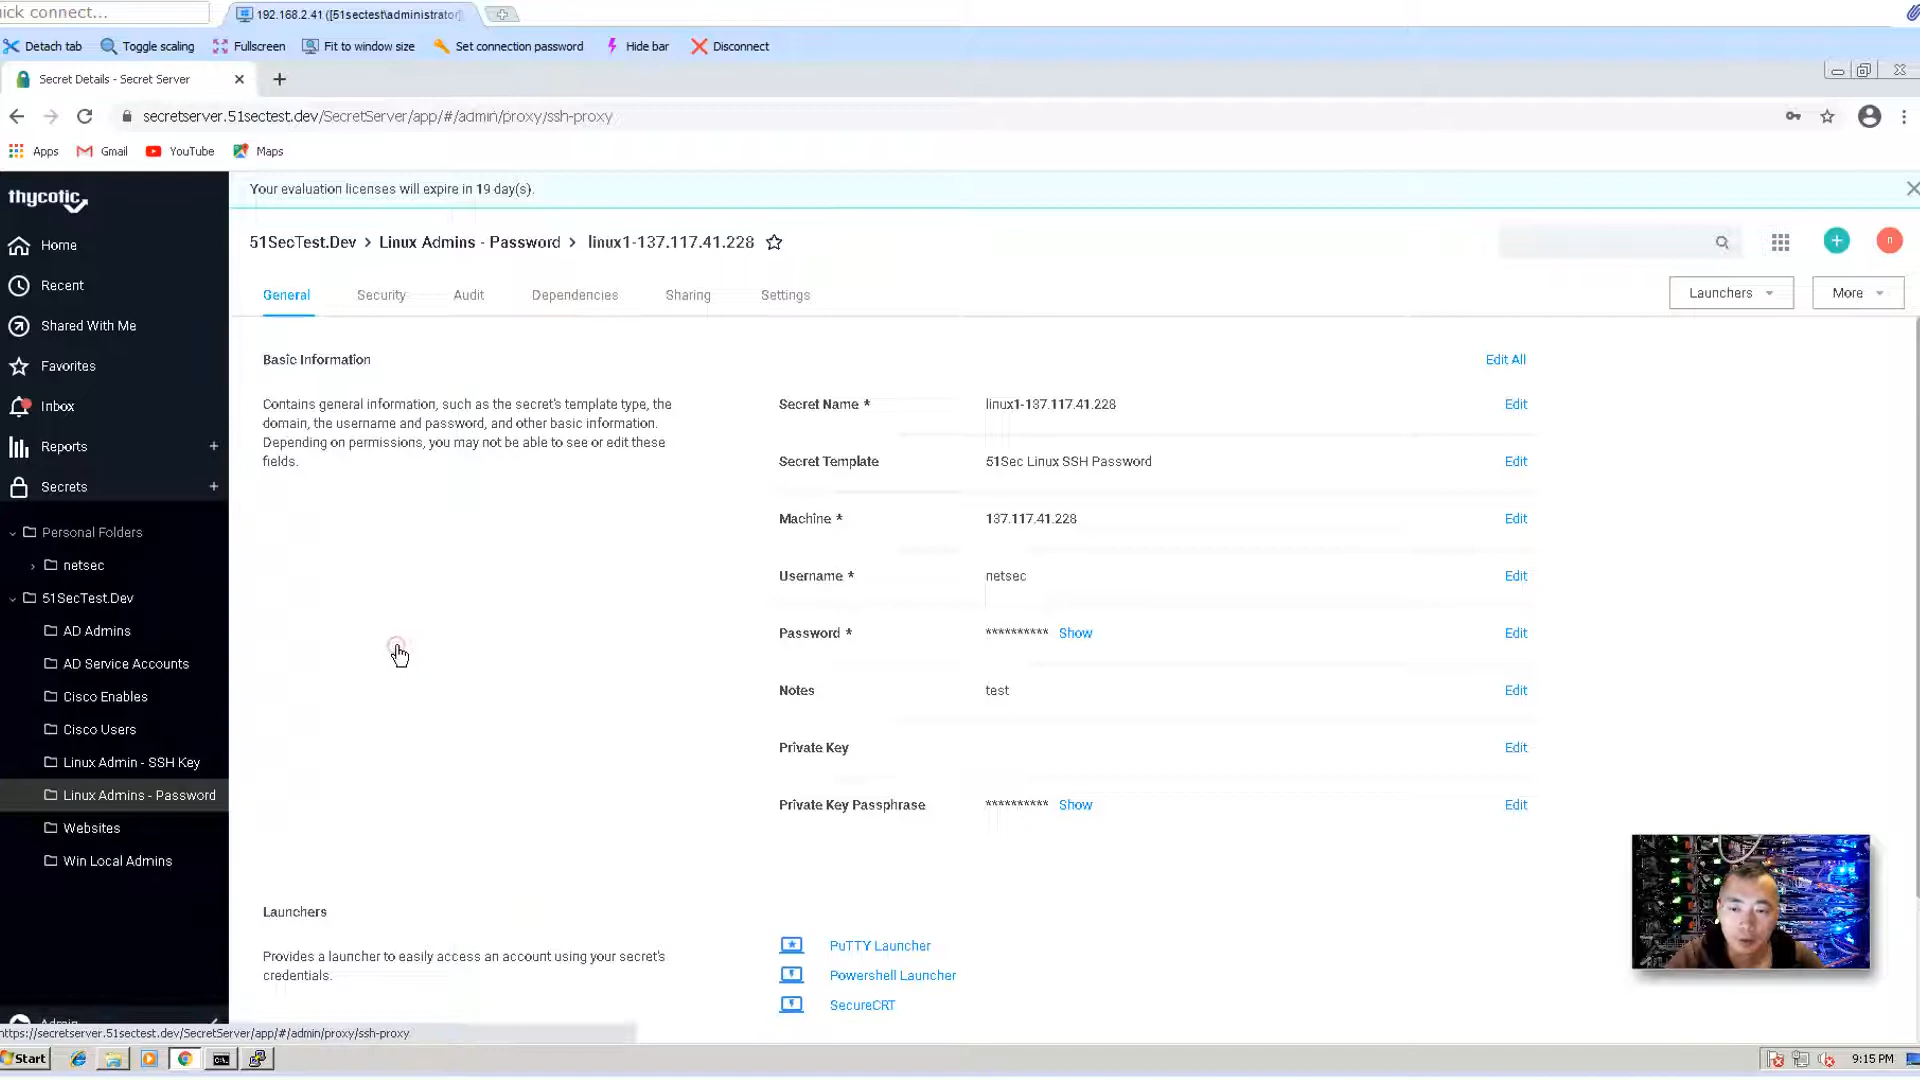 uick connect...
192.168.2.41 ([51sectest\administrator]
Detach tab
Toggle scaling
Fullscreen
Fit to window size
Set connection password
Hide bar
Disconnect
Secret Details - Secret Server
secretserver.51sectest.dev/SecretServer/app/#/admin/proxy/ssh-proxy
Apps
Gmail
YouTube
Maps
thycotic
Your evaluation licenses will expire in 19 day(s).
51SecTest.Dev > Linux Admins - Password > linux1-137.117.41.228
n
General
Security
Audit
Dependencies
Sharing
Settings
Launchers
More
Home
Recent
Shared With Me
Favorites
Inbox
Reports +
Secrets +
Personal Folders
netsec
51SecTest.Dev
AD Admins
AD Service Accounts
Cisco Enables
Cisco Users
Linux Admin - SSH Key
Linux Admins - Password
Websites
Win Local Admins
Admin
Basic Information
Edit All
Contains general information, such as the secret's template type, the
domain, the username and password, and other basic information.
Depending on permissions, you may not be able to see or edit these
fields.
Secret Name * linux1-137.117.41.228 Edit
Secret Template 51Sec Linux SSH Password Edit
Machine * 137.117.41.228 Edit
Username * netsec Edit
Password * ********** Show Edit
Notes test Edit
Private Key Edit
Private Key Passphrase ********** Show Edit
Launchers
Provides a launcher to easily access an account using your secret's
credentials.
PuTTY Launcher
Powershell Launcher
SecureCRT
https://secretserver.51sectest.dev/SecretServer/app/#/admin/proxy/ssh-proxy
Start
9:15 PM